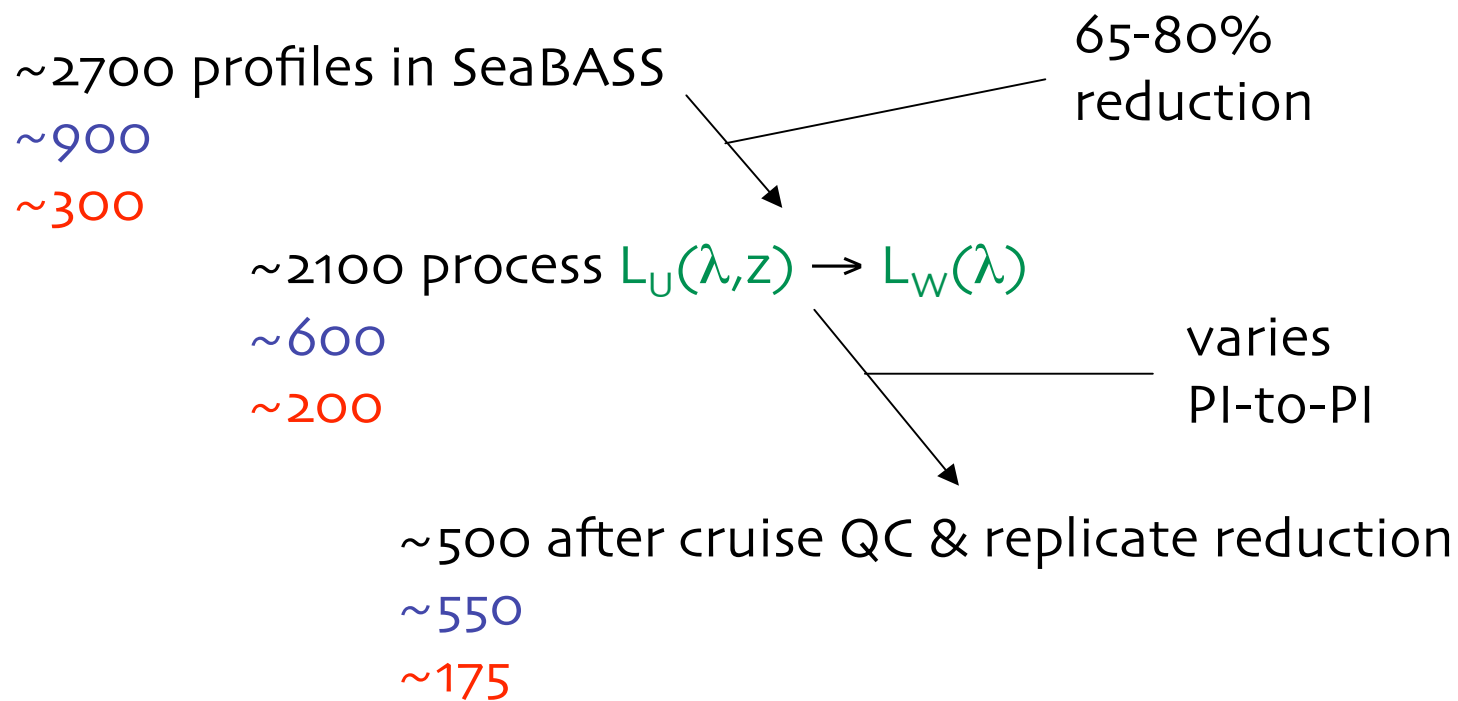 ~2700 profiles in SeaBASS
~900
~300
65-80%
reduction
~2100 process L_U(λ,z) → L_W(λ)
~600
~200
varies
PI-to-PI
~500 after cruise QC & replicate reduction
~550
~175